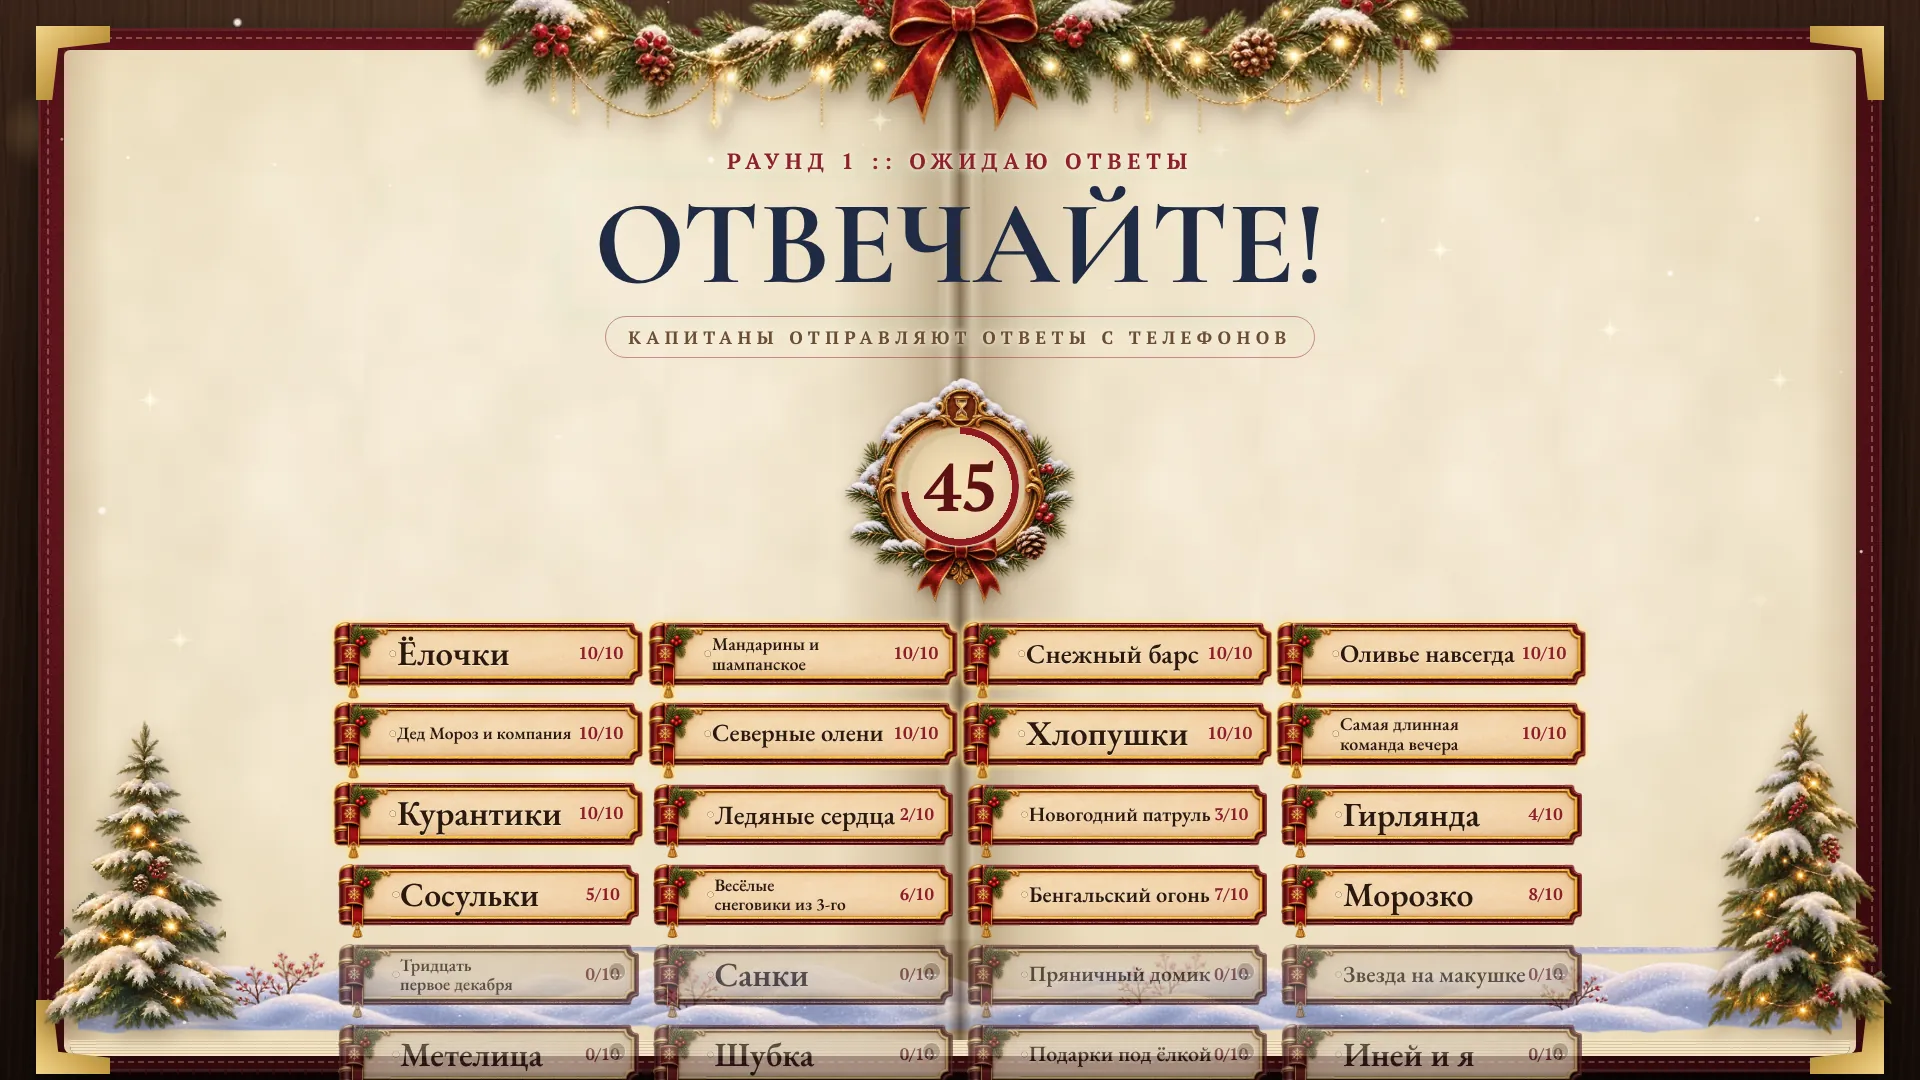 РАУНД 1 :: ОЖИДАЮ ОТВЕТЫ
ОТВЕЧАЙТЕ!
КАПИТАНЫ ОТПРАВЛЯЮТ ОТВЕТЫ С ТЕЛЕФОНОВ
45
Ёлочки 10/10
Мандарины и
шампанское 10/10
Снежный барс 10/10
Оливье навсегда 10/10
Дед Мороз и компания 10/10
Северные олени 10/10
Хлопушки 10/10
Самая длинная
команда вечера 10/10
Курантики 10/10
Ледяные сердца 2/10
Новогодний патруль 3/10
Гирлянда 4/10
Сосульки 5/10
Весёлые
снеговики из 3-го 6/10
Бенгальский огонь 7/10
Морозко 8/10
Тридцать
первое декабря 0/10
Санки 0/10
Пряничный домик 0/10
Звезда на макушке 0/10
Метелица 0/10
Шубка 0/10
Подарки под ёлкой 0/10
Иней и я 0/10